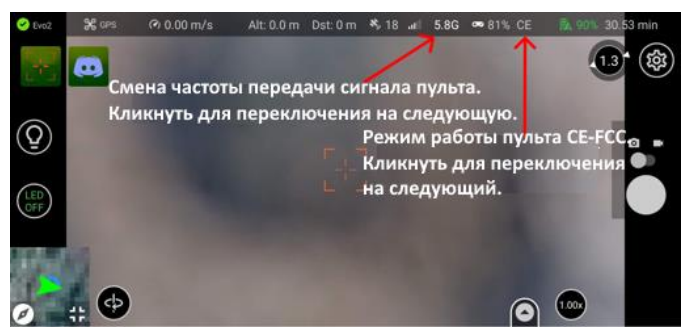 Evo2 GPS 0.00 m/s Alt: 0.0 m Dst: 0 m 18 5.8G 81% CE 90% 30.53 min
1.3
Смена частоты передачи сигнала пульта.
Кликнуть для переключения на следующую.
Режим работы пульта CE-FCC.
Кликнуть для переключения
на следующий.
LED
OFF
1.00x